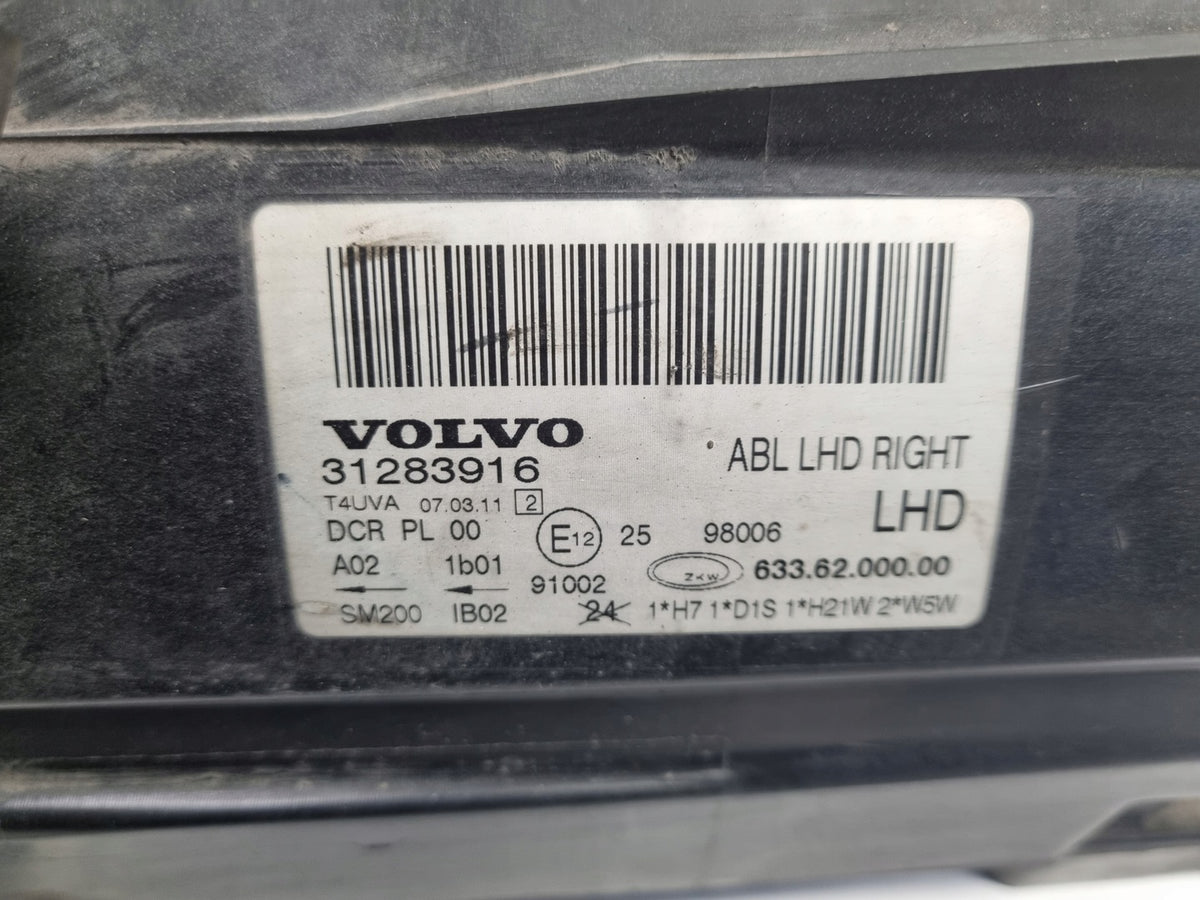 VOLVO
31283916
ABL LHD RIGHT
T4UVA 07.03.11 2
LHD
DCR PL 00 E12 25 98006
A02 1b01 91002 ZKW 633.62.000.00
SM200 IB02 24 1*H7 1*D1S 1*H21W 2*W5W